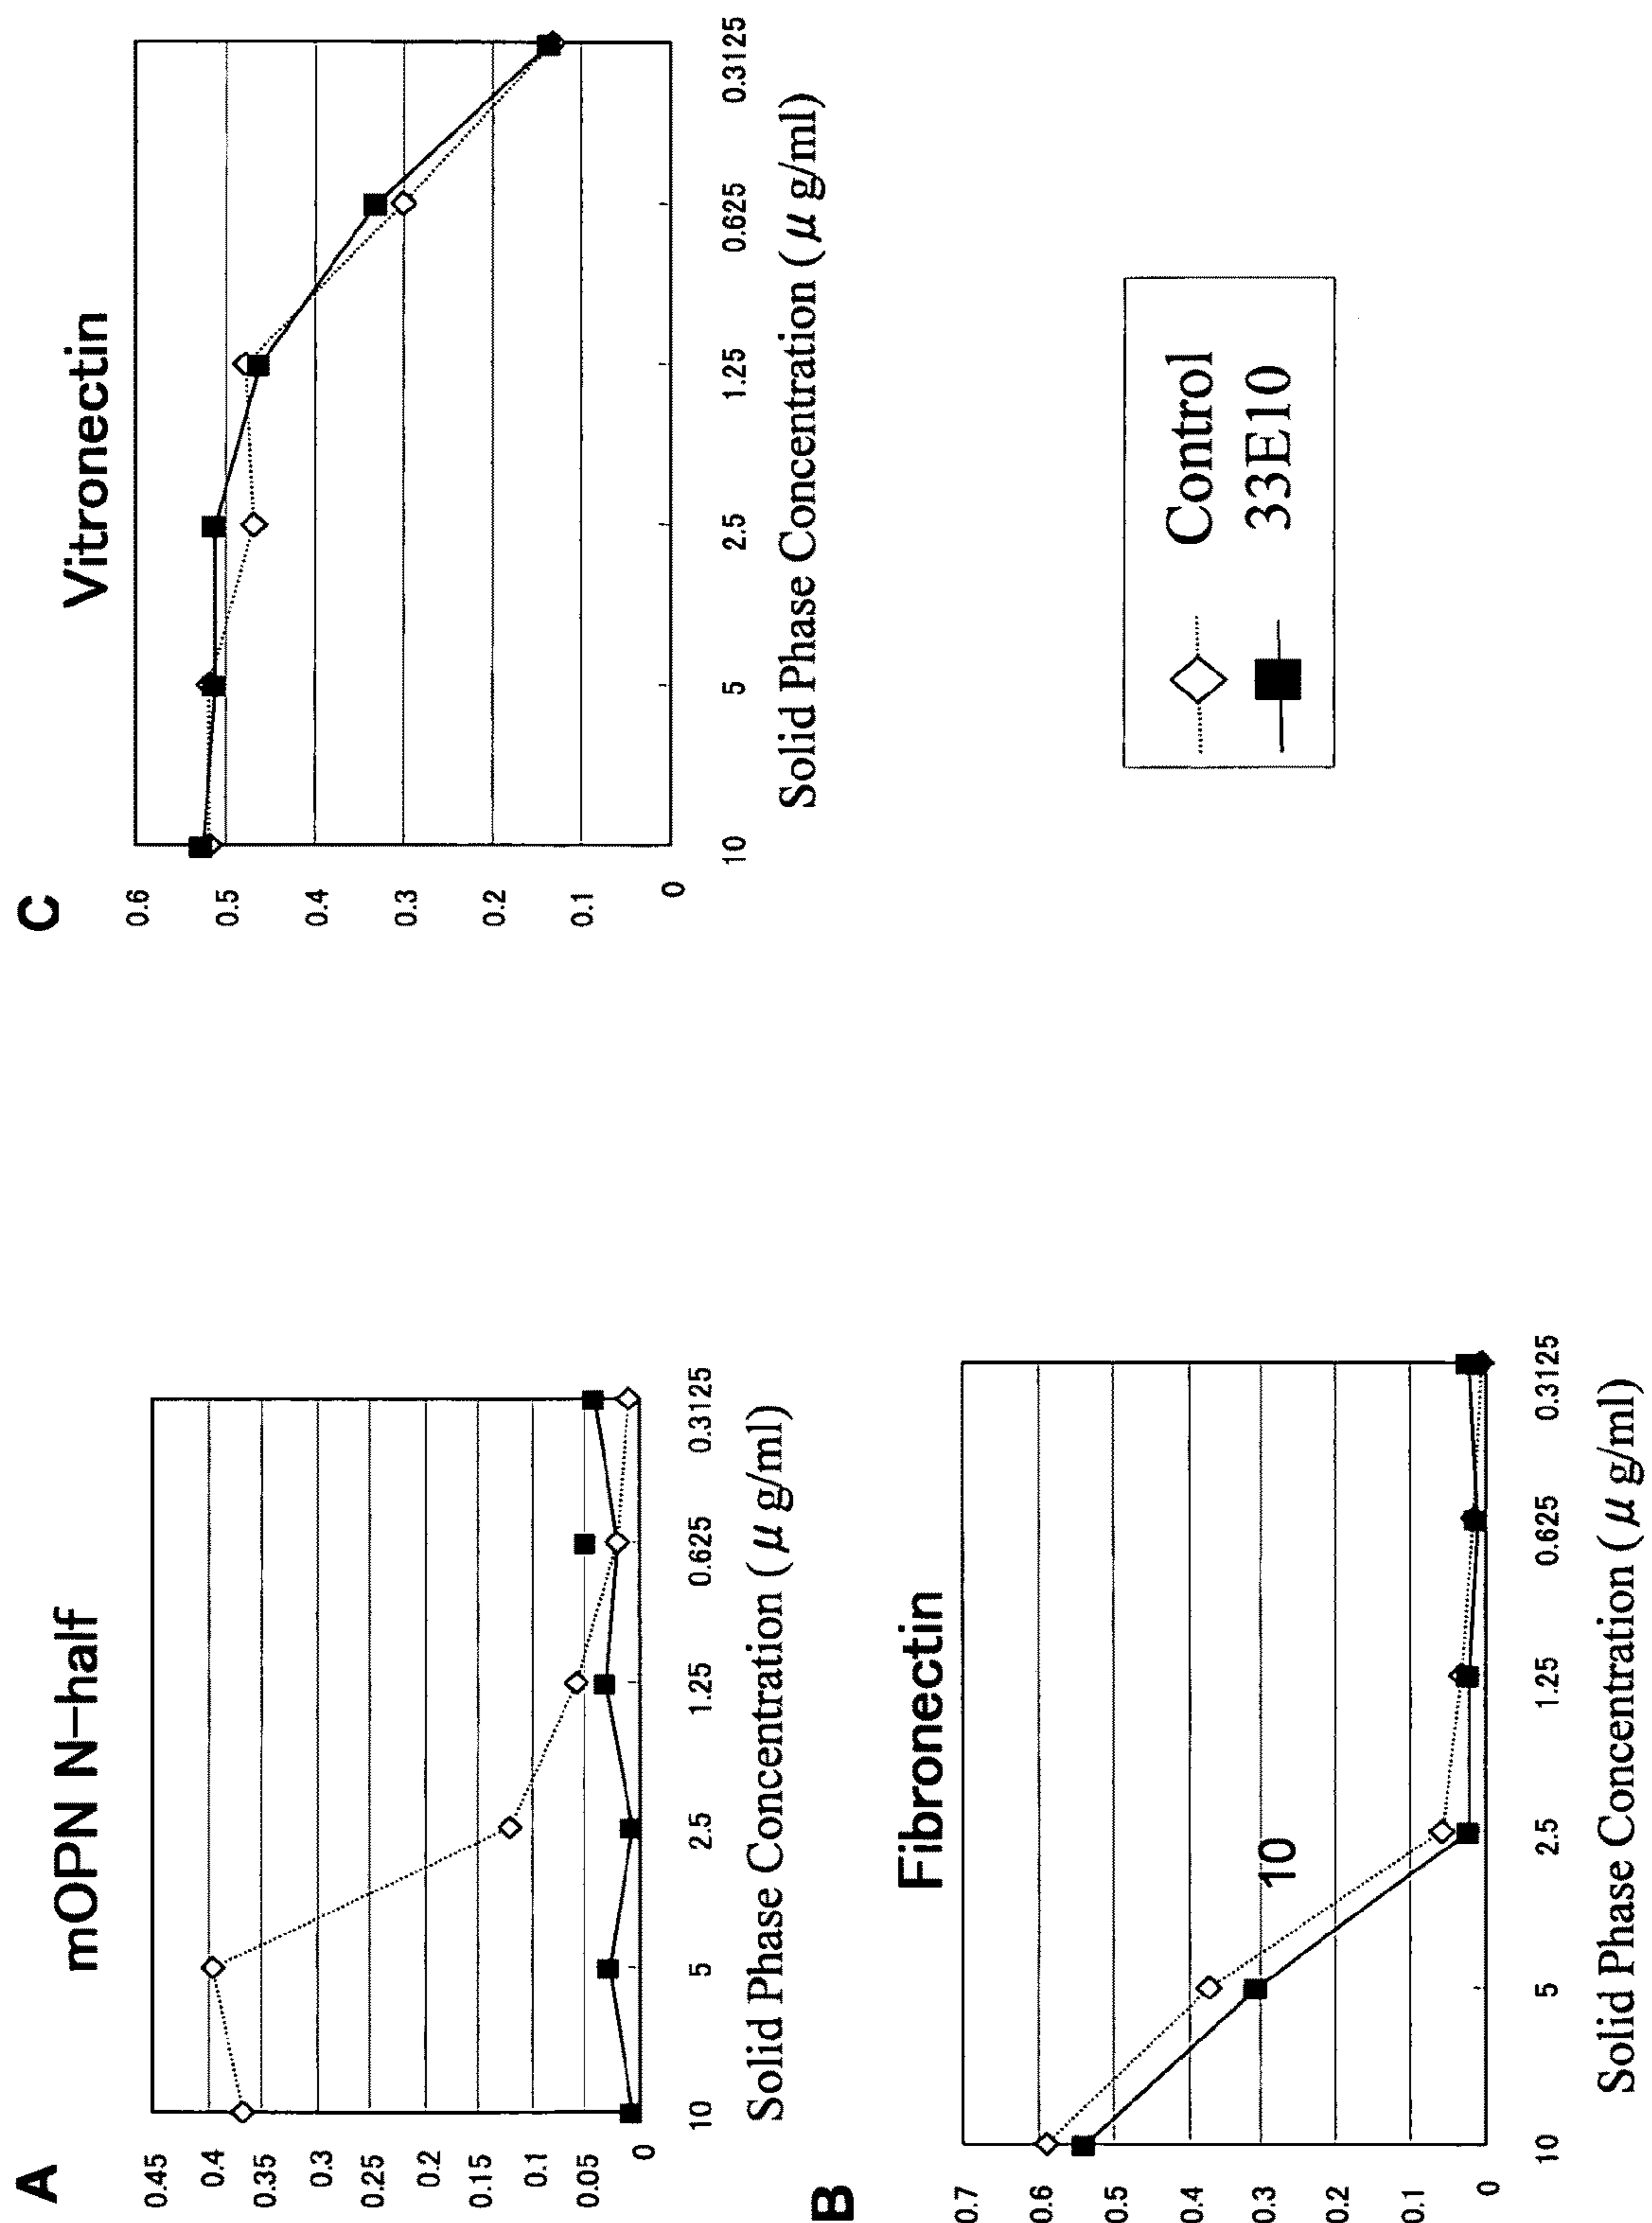 A
mOPN N-half
0.45
0.4
0.35
0.3
0.25
0.2
0.15
0.1
0.05
0
10 5 2.5 1.25 0.625 0.3125
Solid Phase Concentration ( μ g/ml)
B
Fibronectin
0.7
0.6
0.5
0.4
0.3
0.2
0.1
0
10
10 5 2.5 1.25 0.625 0.3125
Solid Phase Concentration ( μ g/ml)
C
Vitronectin
0.6
0.5
0.4
0.3
0.2
0.1
0
10 5 2.5 1.25 0.625 0.3125
Solid Phase Concentration ( μ g/ml)
Control
33E10